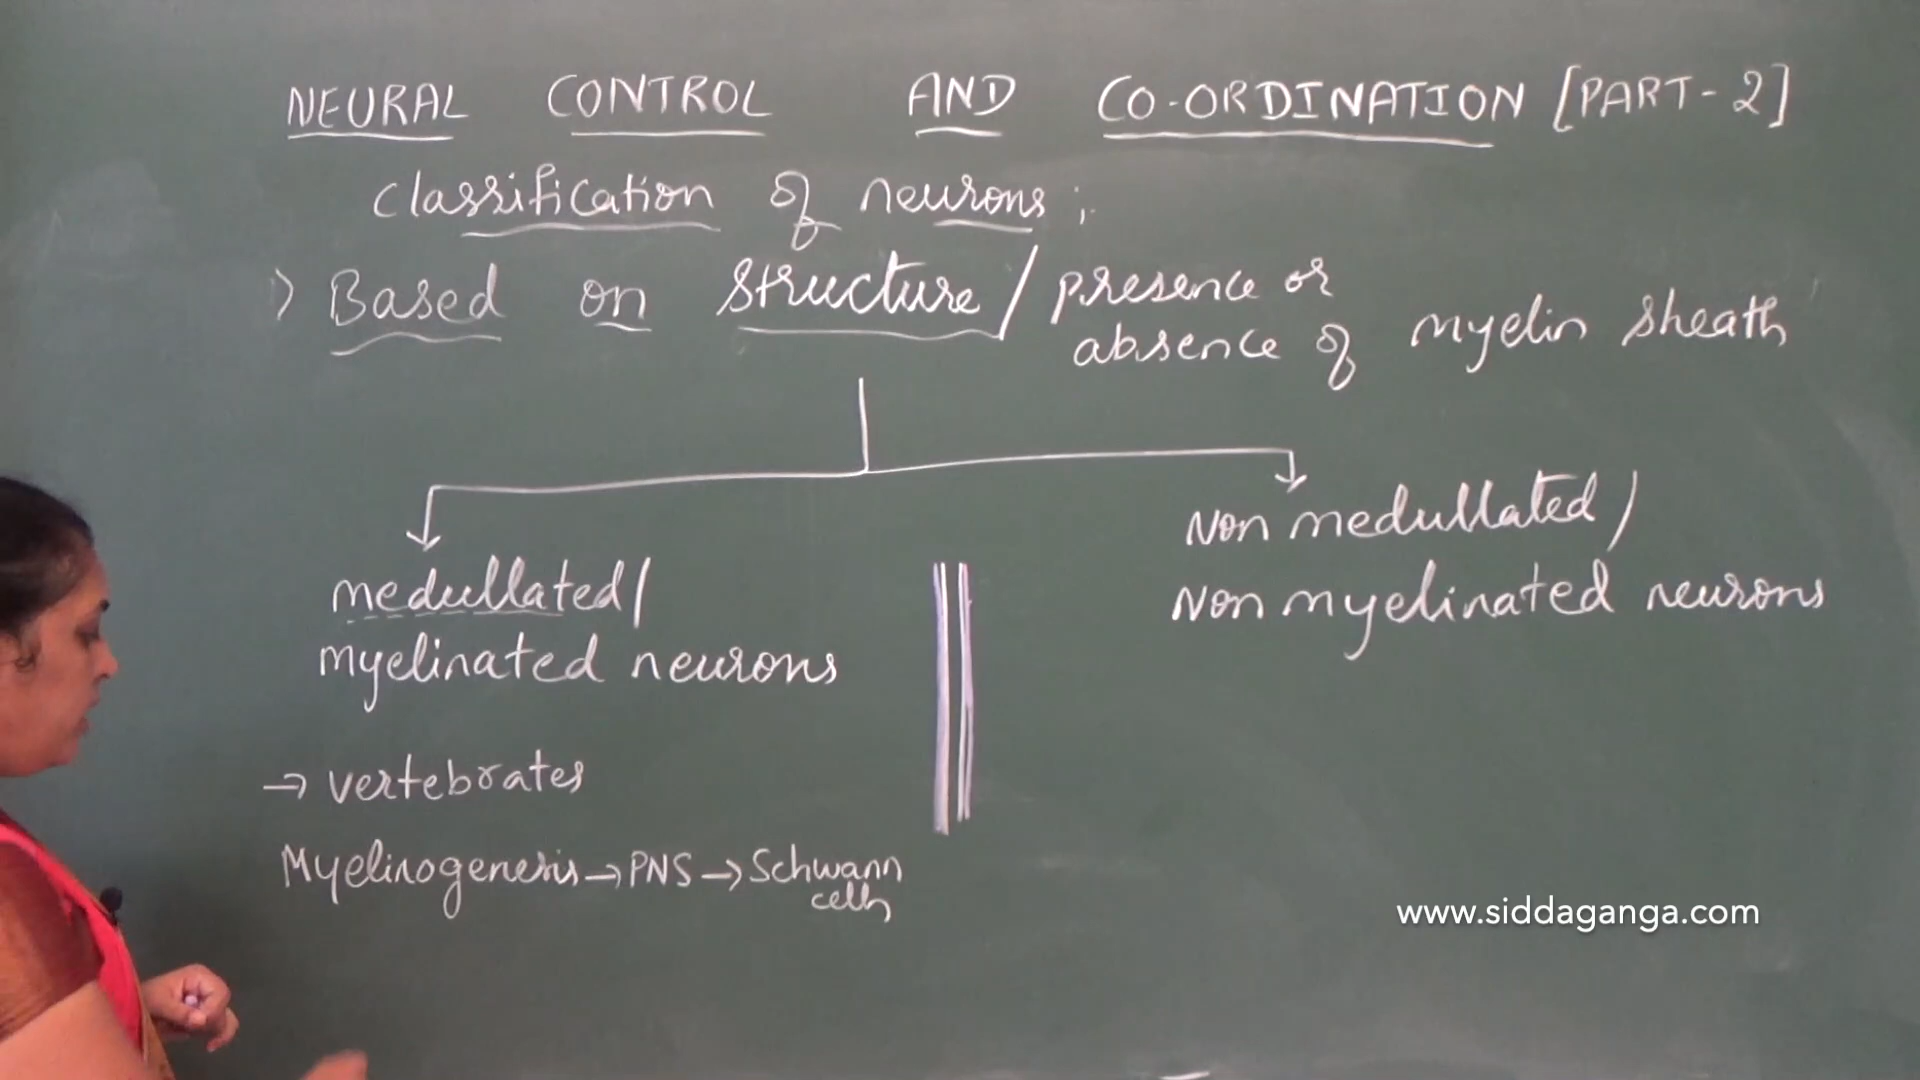 NEURAL CONTROL AND CO-ORDINATION [PART-2]
Classification of neurons;
) Based on structure / presence or
absence of myelin sheath
medullated/
myelinated neurons
Non medullated/
Non myelinated neurons
→ vertebrates
Myelinogenesis → PNS → Schwann
cells
www.siddaganga.com